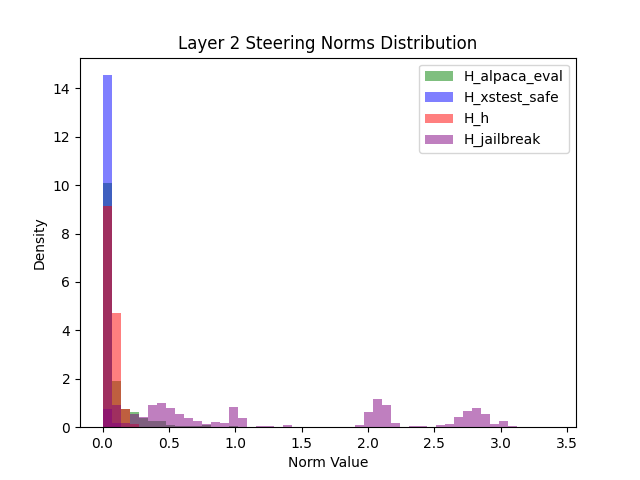 Layer 2 Steering Norms Distribution
H_alpaca_eval
H_xstest_safe
H_h
H_jailbreak
Density
14
12
10
8
6
4
2
0
0.0 0.5 1.0 1.5 2.0 2.5 3.0 3.5
Norm Value